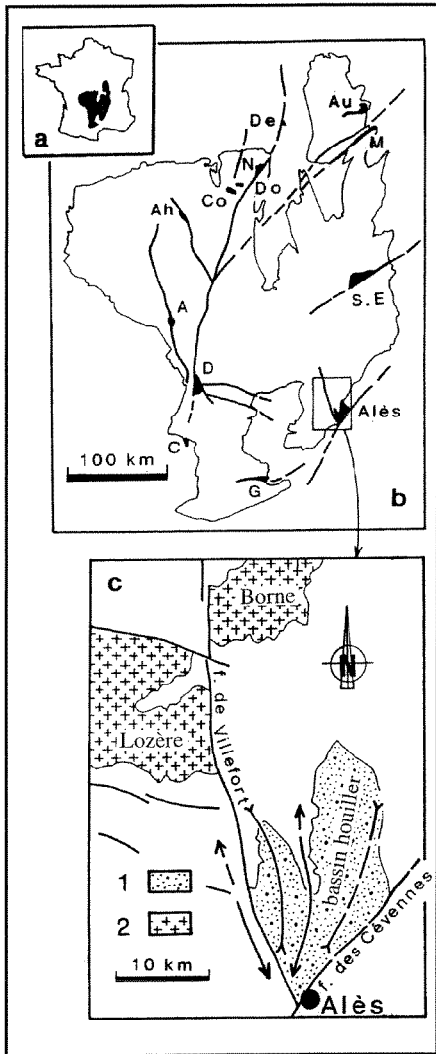 a
De
Au
M
N
Do
Co
Ah
S.E
A
D
Alès
C
100 km
G
b
c
Borne
N
f. de Villefort
Lozère
bassin houiller
1
2
f. des Cévennes
10 km
Alès